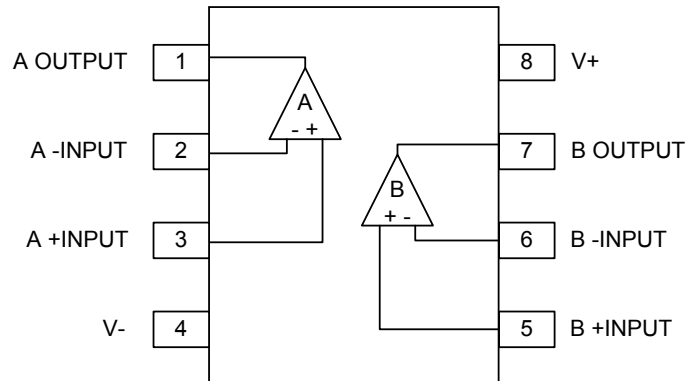 A OUTPUT 1
A -INPUT 2
A +INPUT 3
V- 4
A
- +
B
+ -
8 V+
7 B OUTPUT
6 B -INPUT
5 B +INPUT